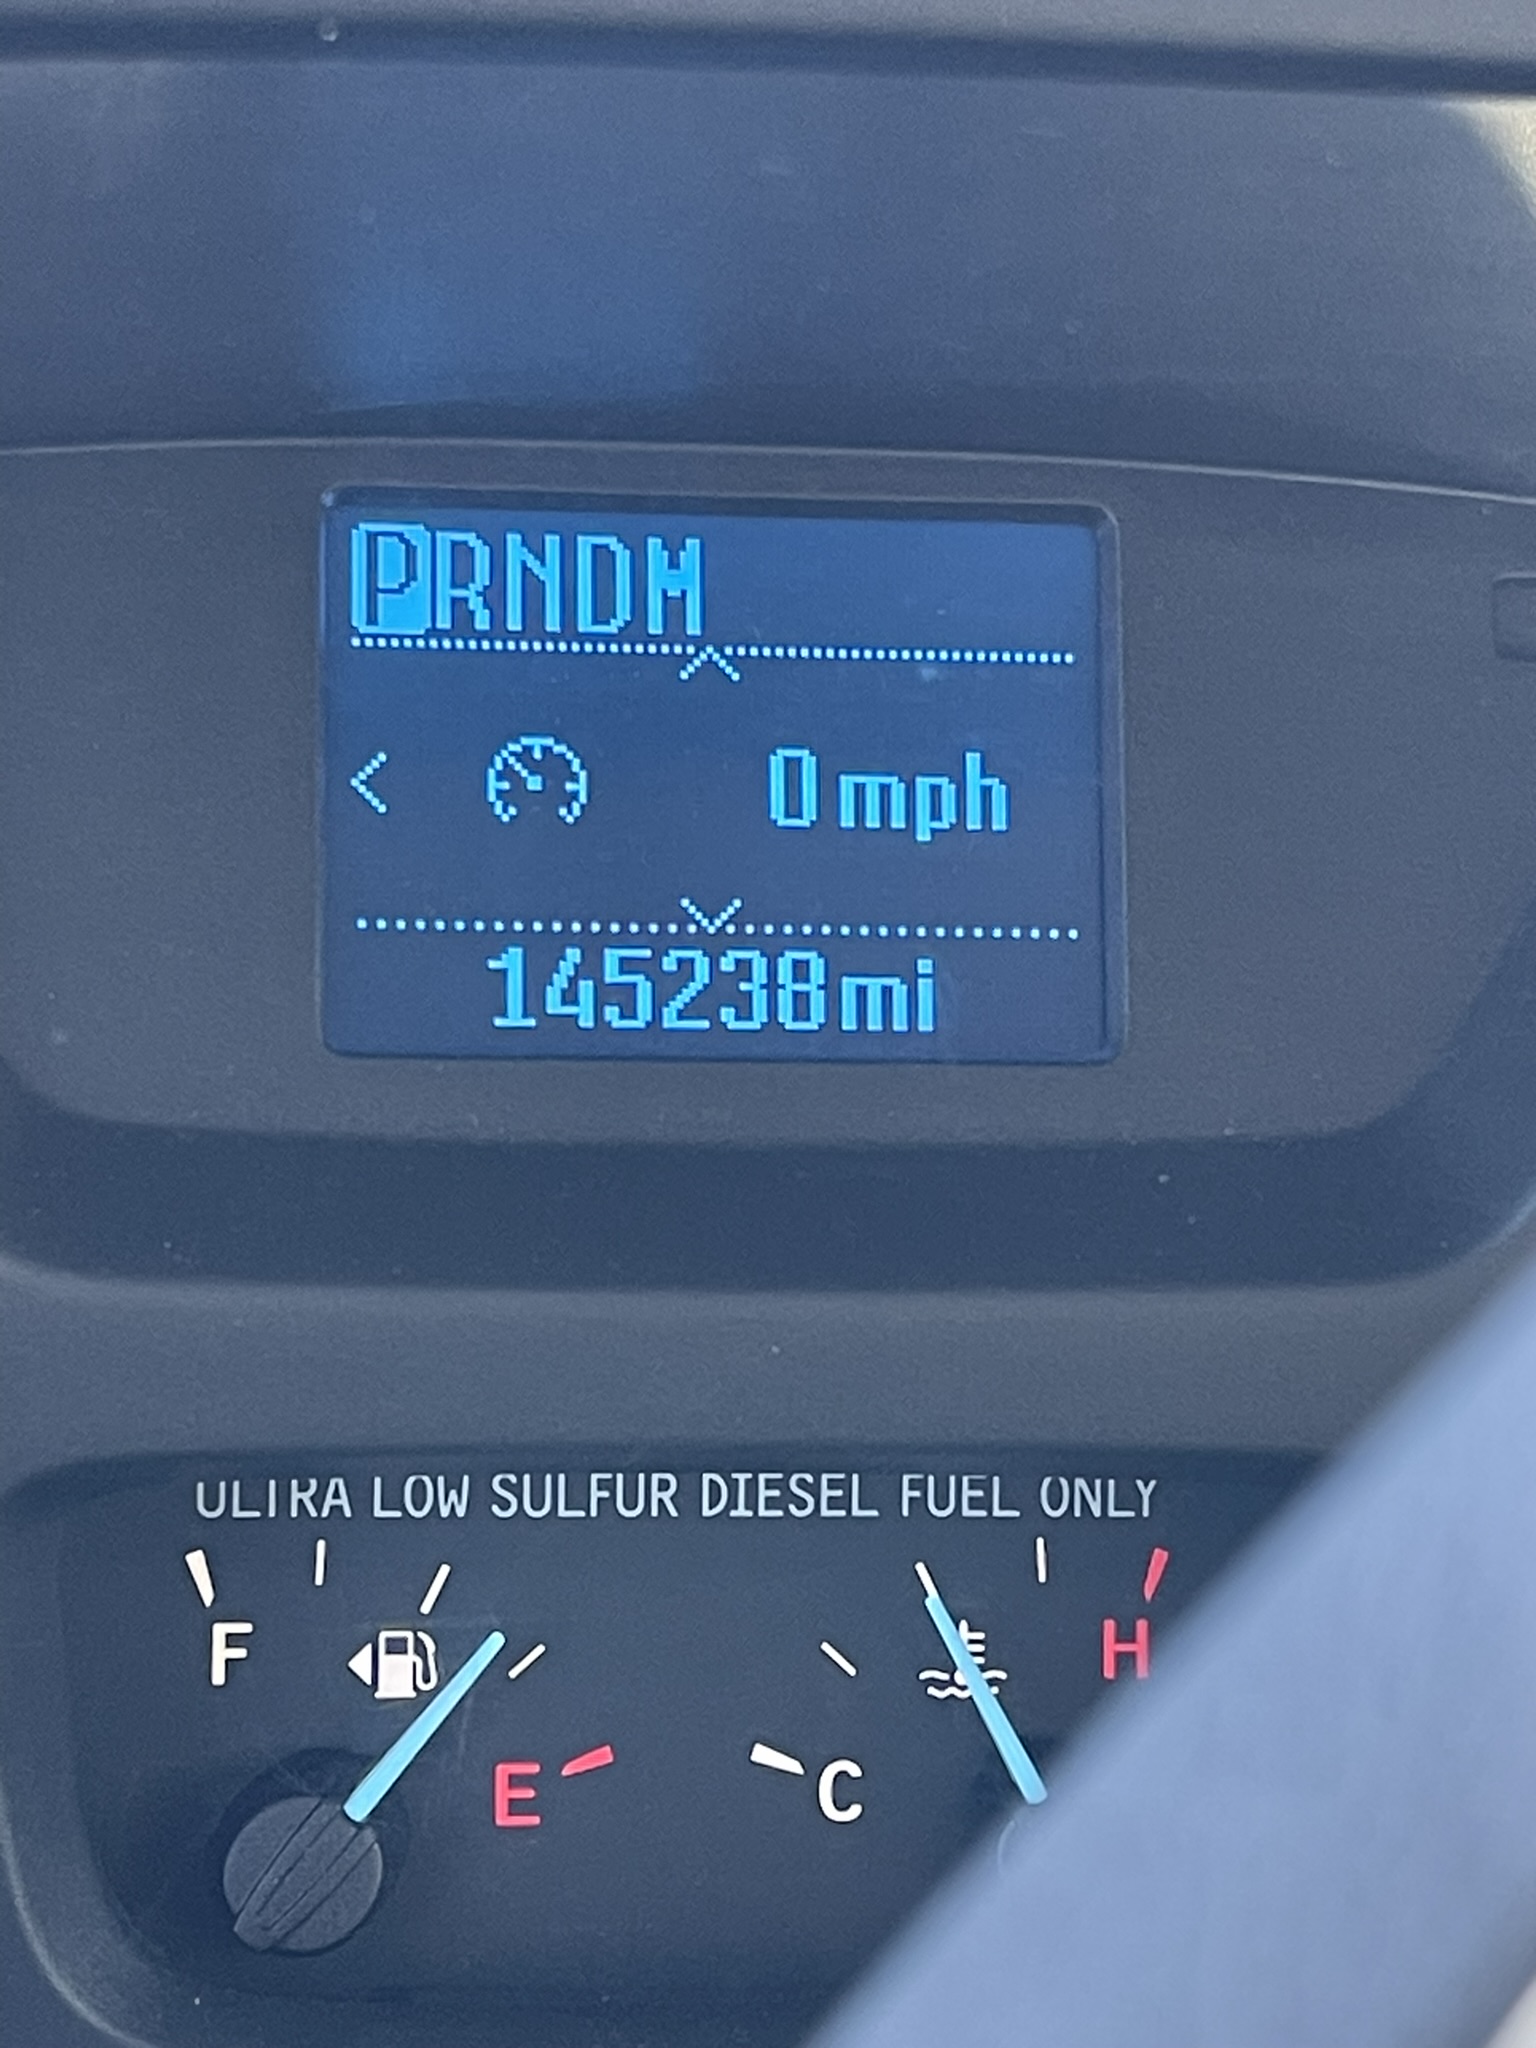 PRNDM
0 mph
145238mi
ULTRA LOW SULFUR DIESEL FUEL ONLY
F H
E C